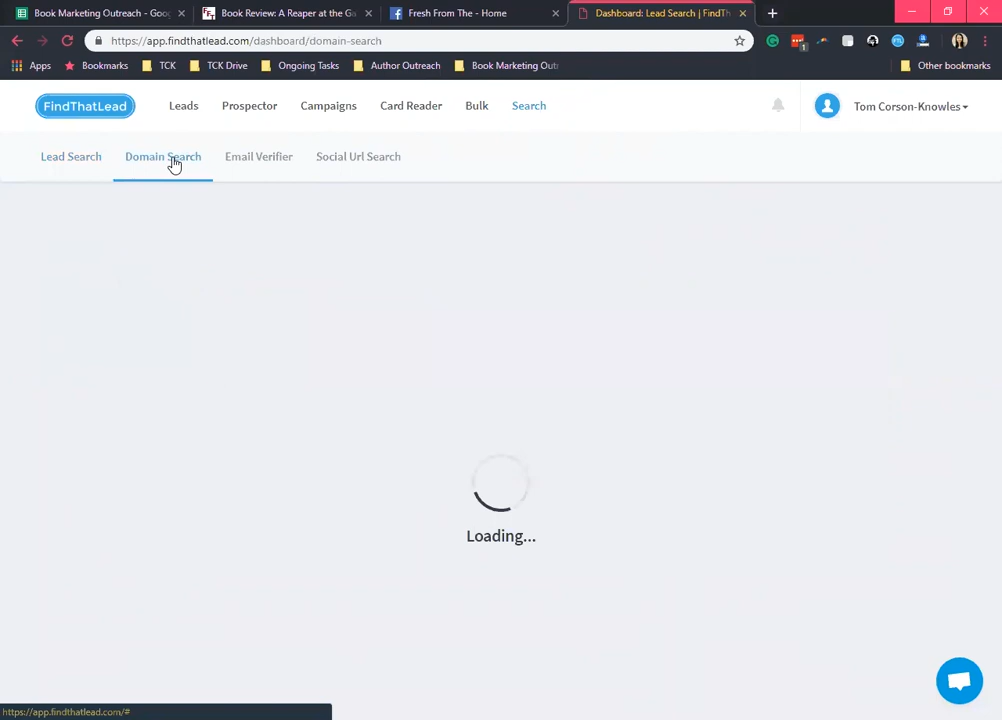 Book Marketing Outreach - Goog
Book Review: A Reaper at the Ga
Fresh From The - Home
Dashboard: Lead Search | FindTh
https://app.findthatlead.com/dashboard/domain-search
1
Apps
Bookmarks
TCK
TCK Drive
Ongoing Tasks
Author Outreach
Book Marketing Outr
Other bookmarks
FindThatLead
Leads
Prospector
Campaigns
Card Reader
Bulk
Search
Tom Corson-Knowles
Lead Search
Domain Search
Email Verifier
Social Url Search
Loading...
https://app.findthatlead.com/#